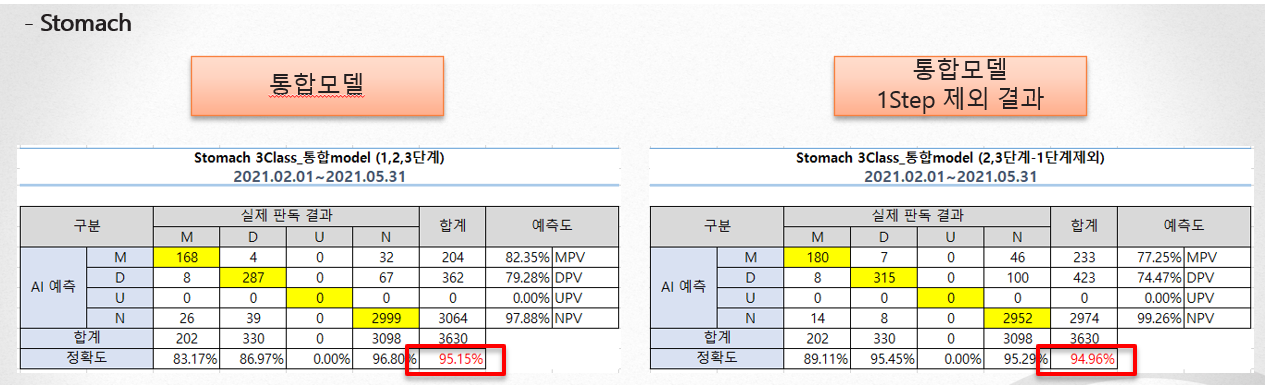 - Stomach
통합모델
통합모델
1Step 제외 결과
Stomach 3Class_통합model (1,2,3단계)
2021.02.01~2021.05.31
구분 실제 판독 결과 합계 예측도
M D U N
AI 예측 M 168 4 0 32 204 82.35% MPV
D 8 287 0 67 362 79.28% DPV
U 0 0 0 0 0 0.00% UPV
N 26 39 0 2999 3064 97.88% NPV
합계 202 330 0 3098 3630
정확도 83.17% 86.97% 0.00% 96.80% 95.15%
Stomach 3Class_통합model (2,3단계-1단계제외)
2021.02.01~2021.05.31
구분 실제 판독 결과 합계 예측도
M D U N
AI 예측 M 180 7 0 46 233 77.25% MPV
D 8 315 0 100 423 74.47% DPV
U 0 0 0 0 0 0.00% UPV
N 14 8 0 2952 2974 99.26% NPV
합계 202 330 0 3098 3630
정확도 89.11% 95.45% 0.00% 95.29% 94.96%